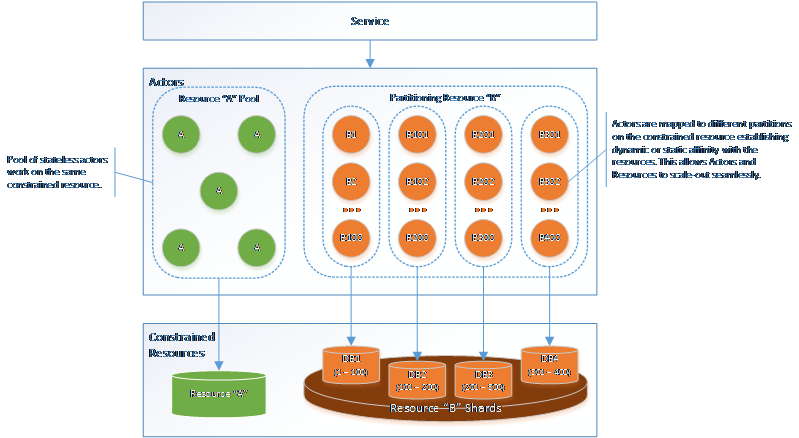 Service
Actors
Resource "A" Pool
Partitioning Resource "B"
A
A
B1
B101
B201
B301
Actors are mapped to different partitions
on the constrained resource establishing
dynamic or static affinity with the
resources. This allows Actors and
Resources to scale-out seamlessly.
Pool of stateless actors
work on the same
constrained resource.
A
B2
B102
B202
B302
A
A
B100
B200
B300
B400
Constrained
Resources
DB1
(1 – 100)
DB2
(101 – 200)
DB3
(201 – 300)
DB4
(301 – 400)
Resource "A"
Resource "B" Shards